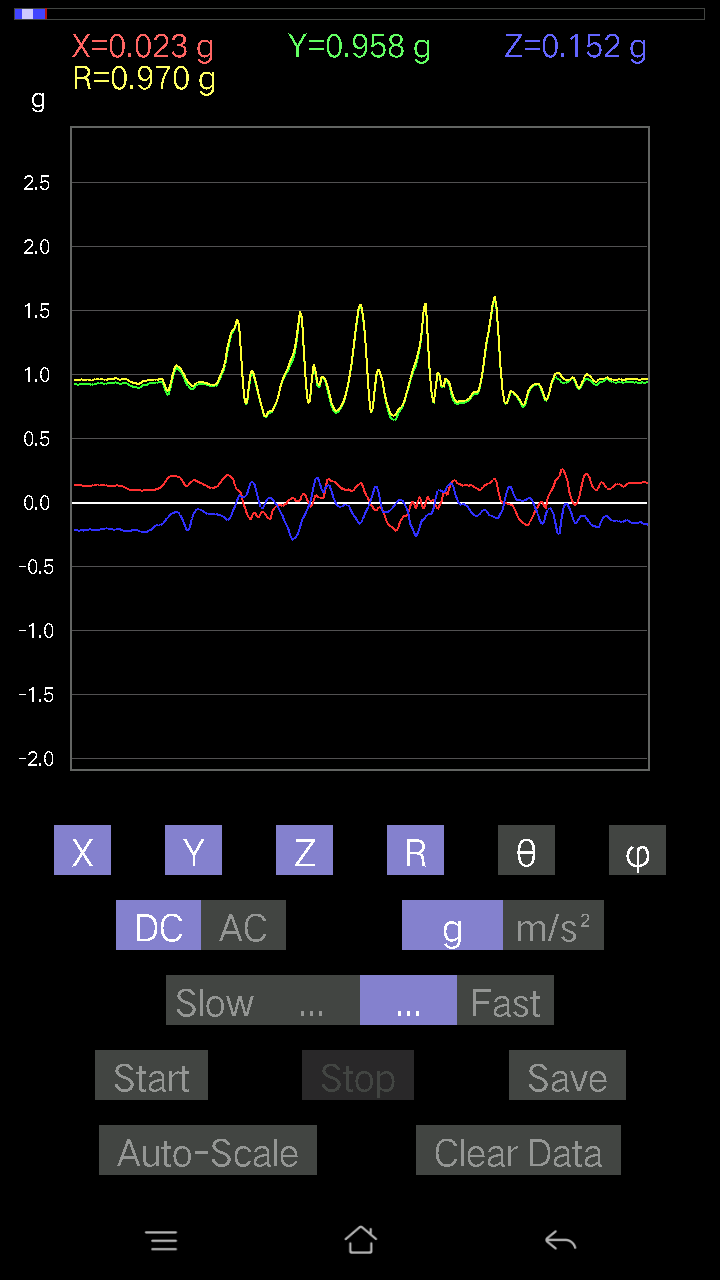 X=0.023 g Y=0.958 g Z=0.152 g
R=0.970 g
g
2.5
2.0
1.5
1.0
0.5
0.0
-0.5
-1.0
-1.5
-2.0
X Y Z R θ φ
DC AC g m/s²
Slow ... ... Fast
Start Stop Save
Auto-Scale Clear Data